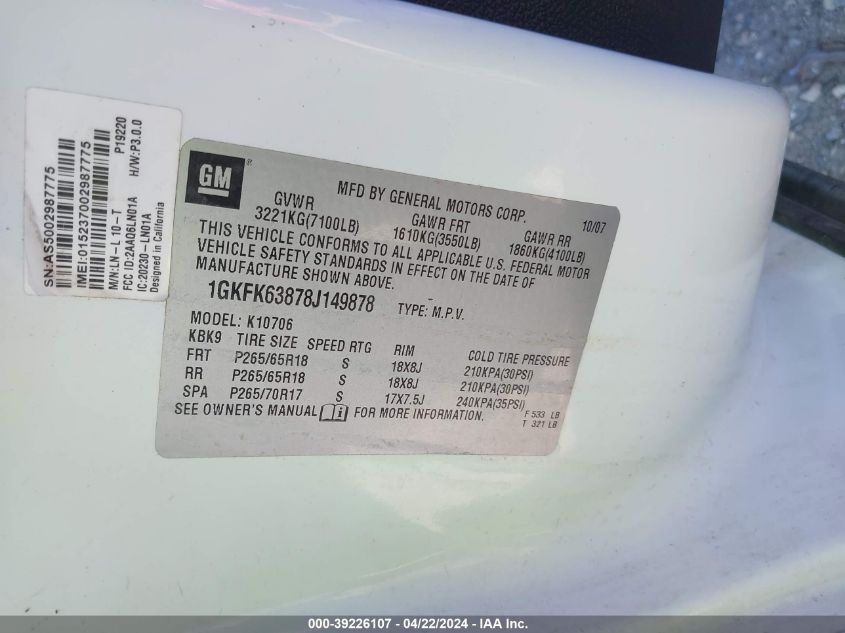 SN:AS5002987775
IMEI:015237002987775
M/N:LN-L10-T P19220
FCC ID:2AAO6LN01A H/W:P3.0.0
IC:20230-LN01A
Designed in California
GM
MFD BY GENERAL MOTORS CORP. 10/07
GVWR GAWR FRT GAWR RR
3221KG(7100LB) 1610KG(3550LB) 1860KG(4100LB)
THIS VEHICLE CONFORMS TO ALL APPLICABLE U.S. FEDERAL MOTOR
VEHICLE SAFETY STANDARDS IN EFFECT ON THE DATE OF
MANUFACTURE SHOWN ABOVE.
1GKFK63878J149878 TYPE: M.P.V.
MODEL: K10706
KBK9 TIRE SIZE SPEED RTG RIM COLD TIRE PRESSURE
FRT P265/65R18 S 18X8J 210KPA(30PSI)
RR P265/65R18 S 18X8J 210KPA(30PSI)
SPA P265/70R17 S 17X7.5J 240KPA(35PSI)
SEE OWNER'S MANUAL FOR MORE INFORMATION.
F 533 LB
T 321 LB
000-39226107 - 04/22/2024 - IAA Inc.